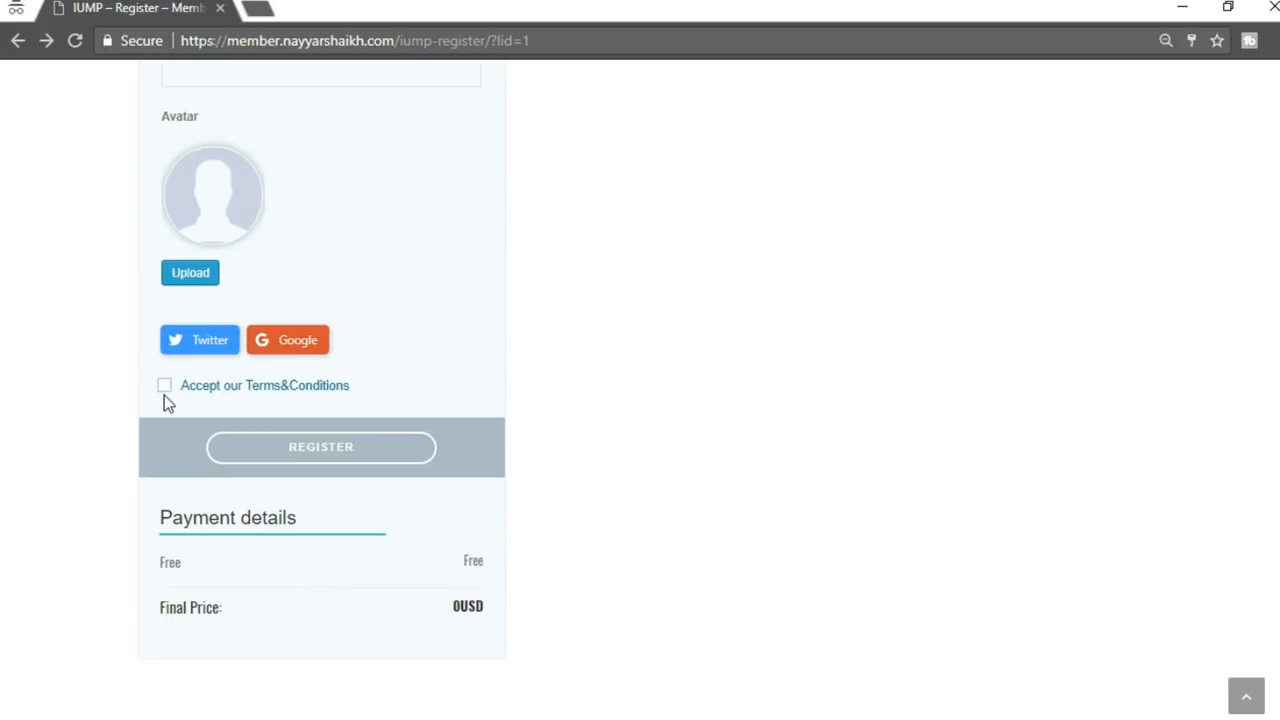 IUMP – Register – Memb
Secure https://member.nayyarshaikh.com/iump-register/?lid=1
Avatar
Upload
Twitter Google
Accept our Terms&Conditions
REGISTER
Payment details
Free Free
Final Price: 0USD